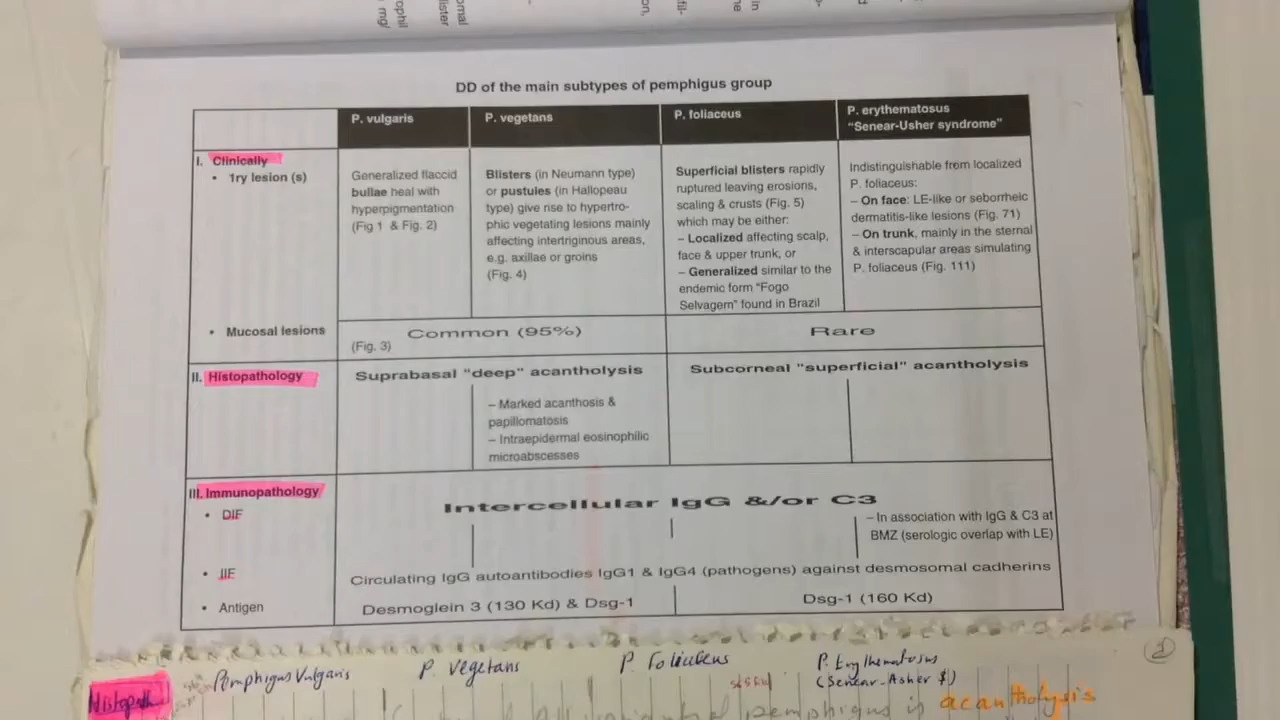 DD of the main subtypes of pemphigus group
P. vulgaris
P. vegetans
P. foliaceus
P. erythematosus
"Senear-Usher syndrome"
I. Clinically
• 1ry lesion (s)
Generalized flaccid
bullae heal with
hyperpigmentation
(Fig 1 & Fig. 2)
Blisters (in Neumann type)
or pustules (in Hallopeau
type) give rise to hypertro-
phic vegetating lesions mainly
affecting intertriginous areas,
e.g. axillae or groins
(Fig. 4)
Superficial blisters rapidly
ruptured leaving erosions,
scaling & crusts (Fig. 5)
which may be either:
– Localized affecting scalp,
face & upper trunk, or
– Generalized similar to the
endemic form "Fogo
Selvagem" found in Brazil
Indistinguishable from localized
P. foliaceus:
– On face: LE-like or seborrheic
dermatitis-like lesions (Fig. 71)
– On trunk, mainly in the sternal
& interscapular areas simulating
P. foliaceus (Fig. 111)
• Mucosal lesions
Common (95%)
(Fig. 3)
Rare
II. Histopathology
Suprabasal "deep" acantholysis
Subcorneal "superficial" acantholysis
– Marked acanthosis &
papillomatosis
– Intraepidermal eosinophilic
microabscesses
III. Immunopathology
Intercellular IgG &/or C3
• DIF
– In association with IgG & C3 at
BMZ (serologic overlap with LE)
• IIF
Circulating IgG autoantibodies IgG1 & IgG4 (pathogens) against desmosomal cadherins
• Antigen
Desmoglein 3 (130 Kd) & Dsg-1
Dsg-1 (160 Kd)
Histopath
Pemphigus Vulgaris
P. Vegetans
P. Foliuceus
P. Erythematosus
(Senear-Asher $)
pemphigus is acantholysis